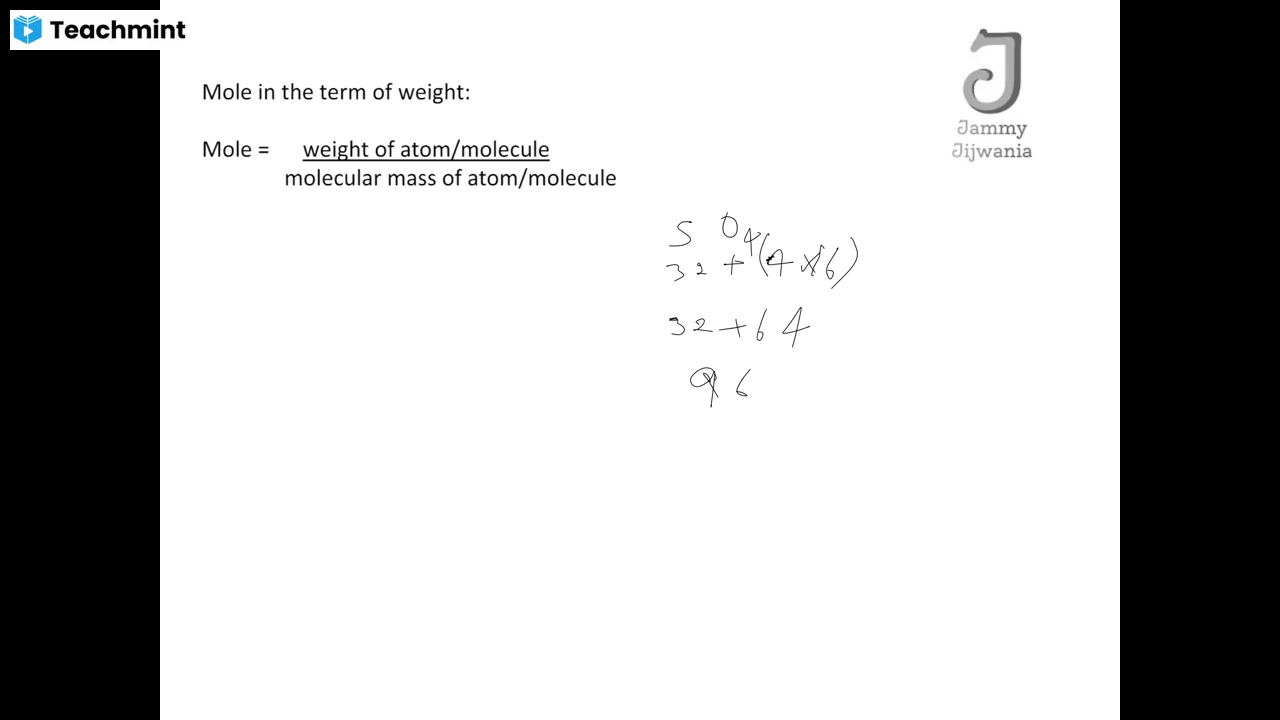 Teachmint
Jammy
Jijwania
Mole in the term of weight:
Mole = weight of atom/molecule
molecular mass of atom/molecule
S O4
32 + (4 x 16)
32 + 64
96